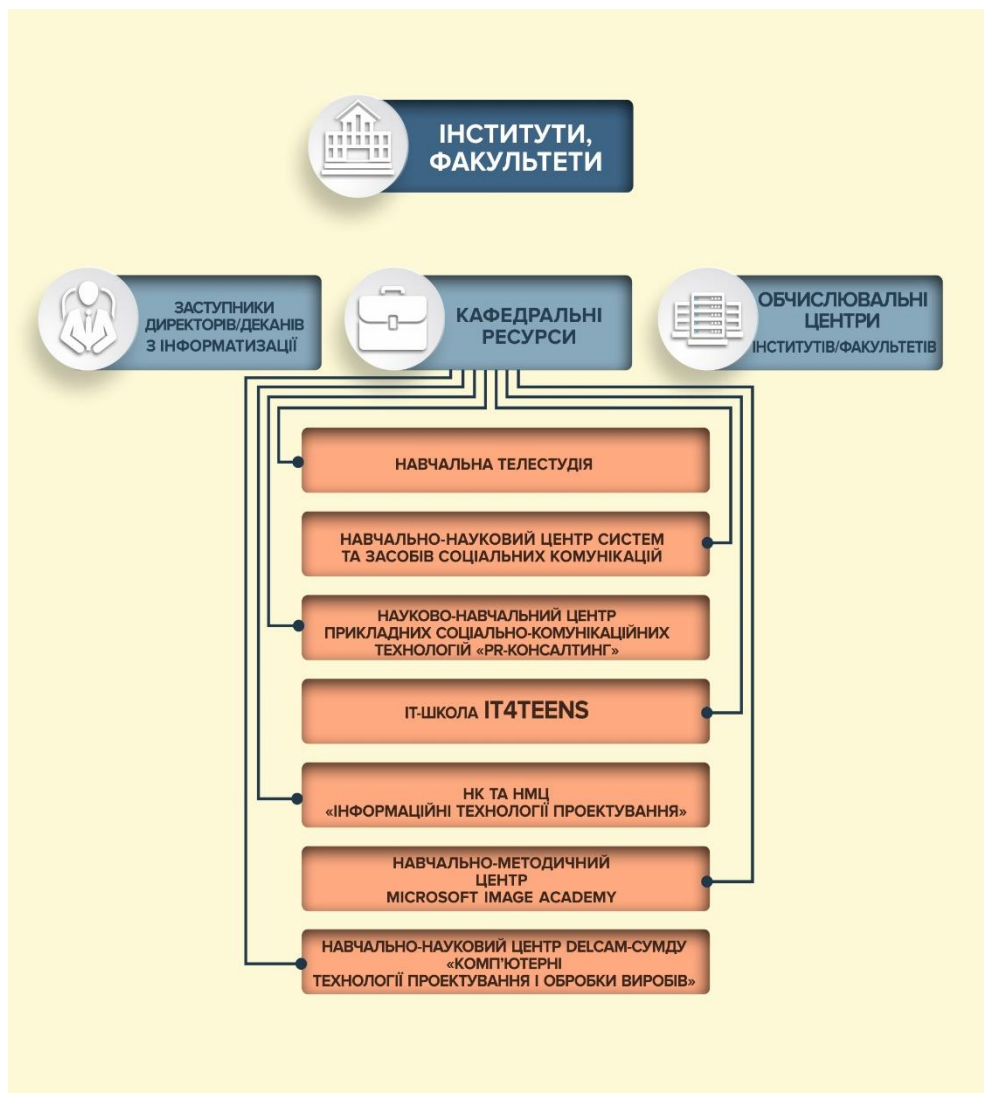 ІНСТИТУТИ,
ФАКУЛЬТЕТИ
ЗАСТУПНИКИ
ДИРЕКТОРІВ/ДЕКАНІВ
З ІНФОРМАТИЗАЦІЇ
КАФЕДРАЛЬНІ
РЕСУРСИ
ОБЧИСЛЮВАЛЬНІ
ЦЕНТРИ
ІНСТИТУТІВ/ФАКУЛЬТЕТІВ
НАВЧАЛЬНА ТЕЛЕСТУДІЯ
НАВЧАЛЬНО-НАУКОВИЙ ЦЕНТР СИСТЕМ
ТА ЗАСОБІВ СОЦІАЛЬНИХ КОМУНІКАЦІЙ
НАУКОВО-НАВЧАЛЬНИЙ ЦЕНТР
ПРИКЛАДНИХ СОЦІАЛЬНО-КОМУНІКАЦІЙНИХ
ТЕХНОЛОГІЙ «PR-КОНСАЛТИНГ»
ІТ-ШКОЛА IT4TEENS
НК ТА НМЦ
«ІНФОРМАЦІЙНІ ТЕХНОЛОГІЇ ПРОЕКТУВАННЯ»
НАВЧАЛЬНО-МЕТОДИЧНИЙ
ЦЕНТР
MICROSOFT IMAGE ACADEMY
НАВЧАЛЬНО-НАУКОВИЙ ЦЕНТР DELCAM-СУМДУ
«КОМП'ЮТЕРНІ
ТЕХНОЛОГІЇ ПРОЕКТУВАННЯ І ОБРОБКИ ВИРОБІВ»